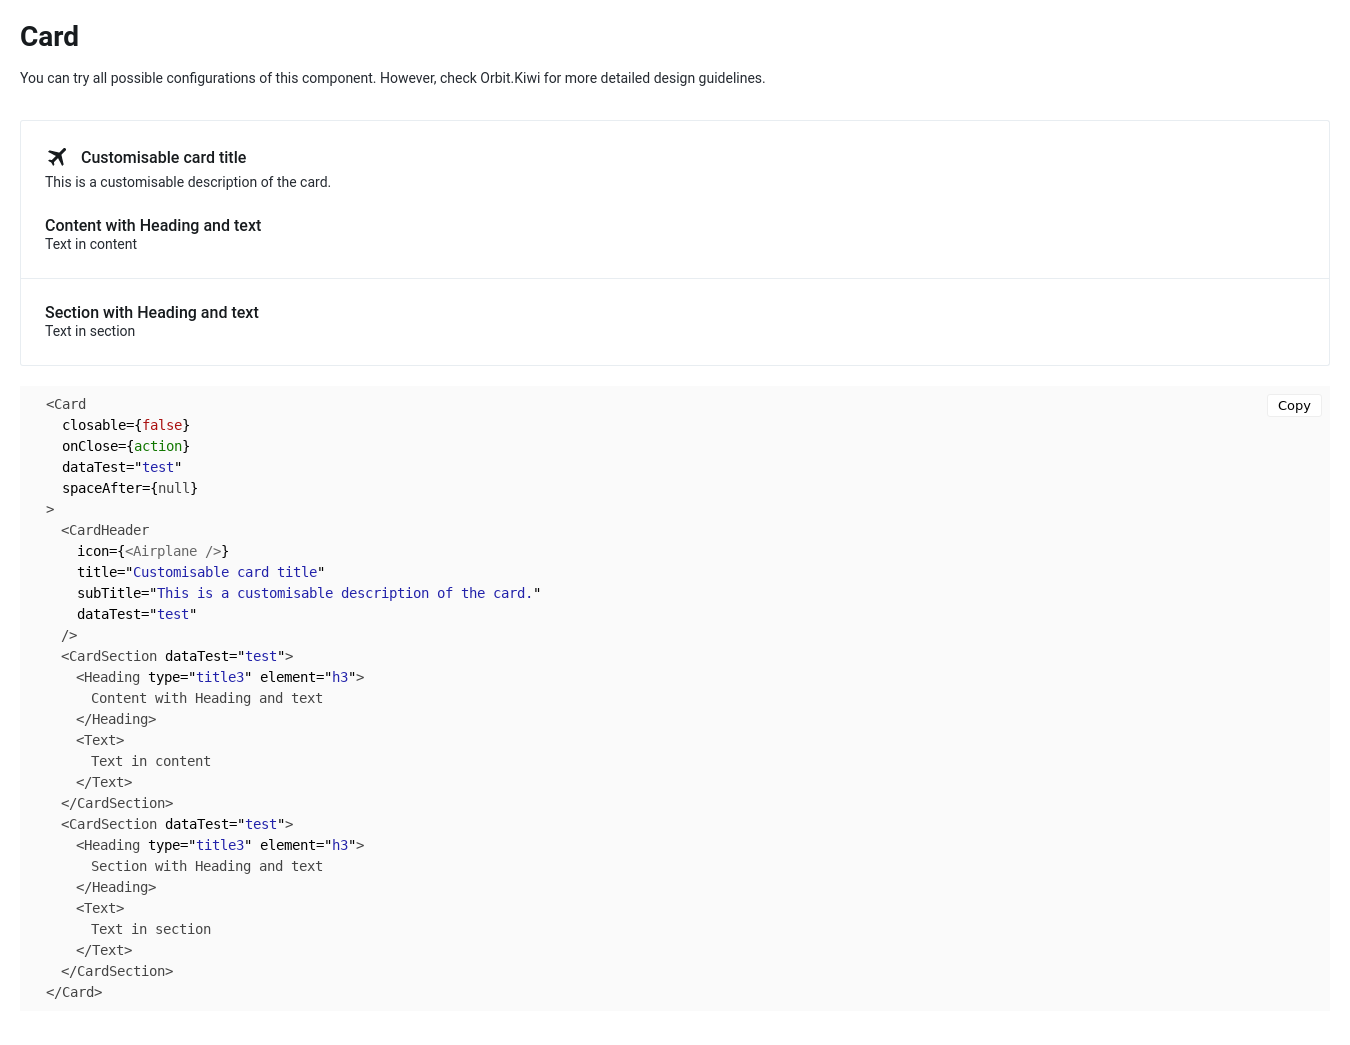 Card
You can try all possible configurations of this component. However, check Orbit.Kiwi for more detailed design guidelines.
Customisable card title
This is a customisable description of the card.
Content with Heading and text
Text in content
Section with Heading and text
Text in section
Copy
<Card
  closable={false}
  onClose={action}
  dataTest="test"
  spaceAfter={null}
>
  <CardHeader
    icon={<Airplane />}
    title="Customisable card title"
    subTitle="This is a customisable description of the card."
    dataTest="test"
  />
  <CardSection dataTest="test">
    <Heading type="title3" element="h3">
      Content with Heading and text
    </Heading>
    <Text>
      Text in content
    </Text>
  </CardSection>
  <CardSection dataTest="test">
    <Heading type="title3" element="h3">
      Section with Heading and text
    </Heading>
    <Text>
      Text in section
    </Text>
  </CardSection>
</Card>